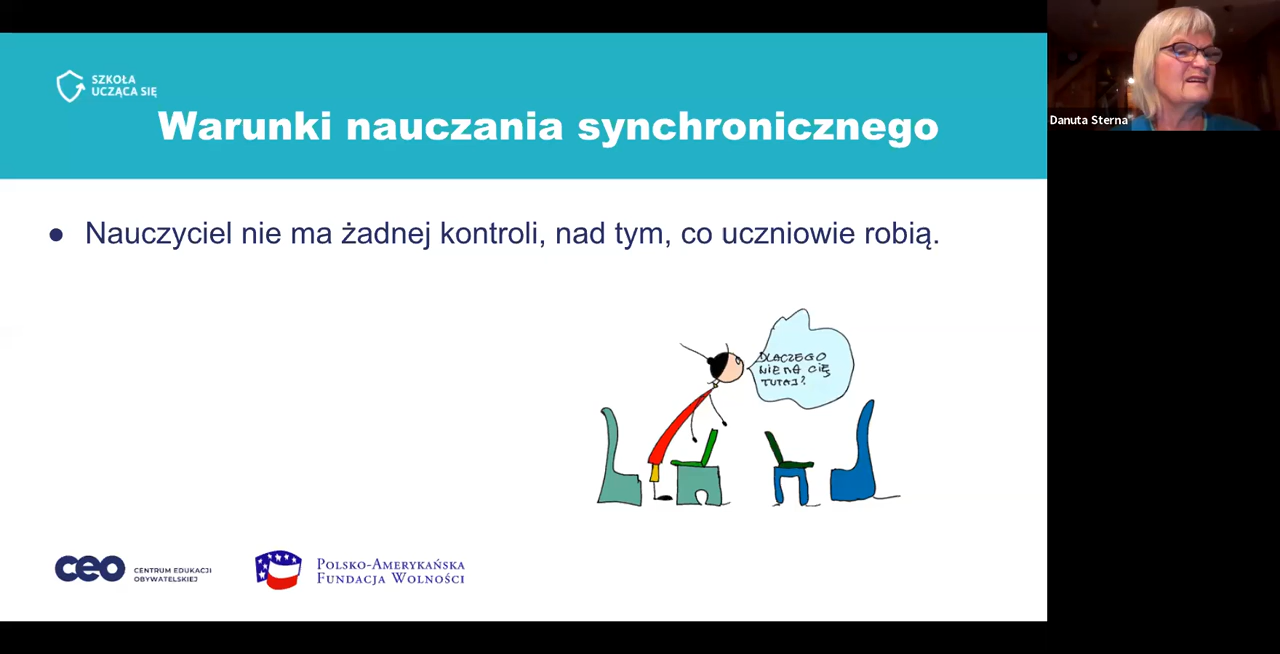 SZKOŁA
UCZĄCA SIĘ
Warunki nauczania synchronicznego
Danuta Sterna
● Nauczyciel nie ma żadnej kontroli, nad tym, co uczniowie robią.
DLACZEGO
NIE MA CIĘ
TUTAJ?
ceo CENTRUM EDUKACJI
OBYWATELSKIEJ
POLSKO-AMERYKAŃSKA
FUNDACJA WOLNOŚCI